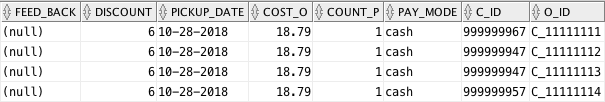 FEED_BACK DISCOUNT PICKUP_DATE COST_O COUNT_P PAY_MODE C_ID O_ID
(null) 6 10-28-2018 18.79 1 cash 999999967 C_11111111
(null) 6 10-28-2018 18.79 1 cash 999999947 C_11111112
(null) 6 10-28-2018 18.79 1 cash 999999947 C_11111113
(null) 6 10-28-2018 18.79 1 cash 999999957 C_11111114